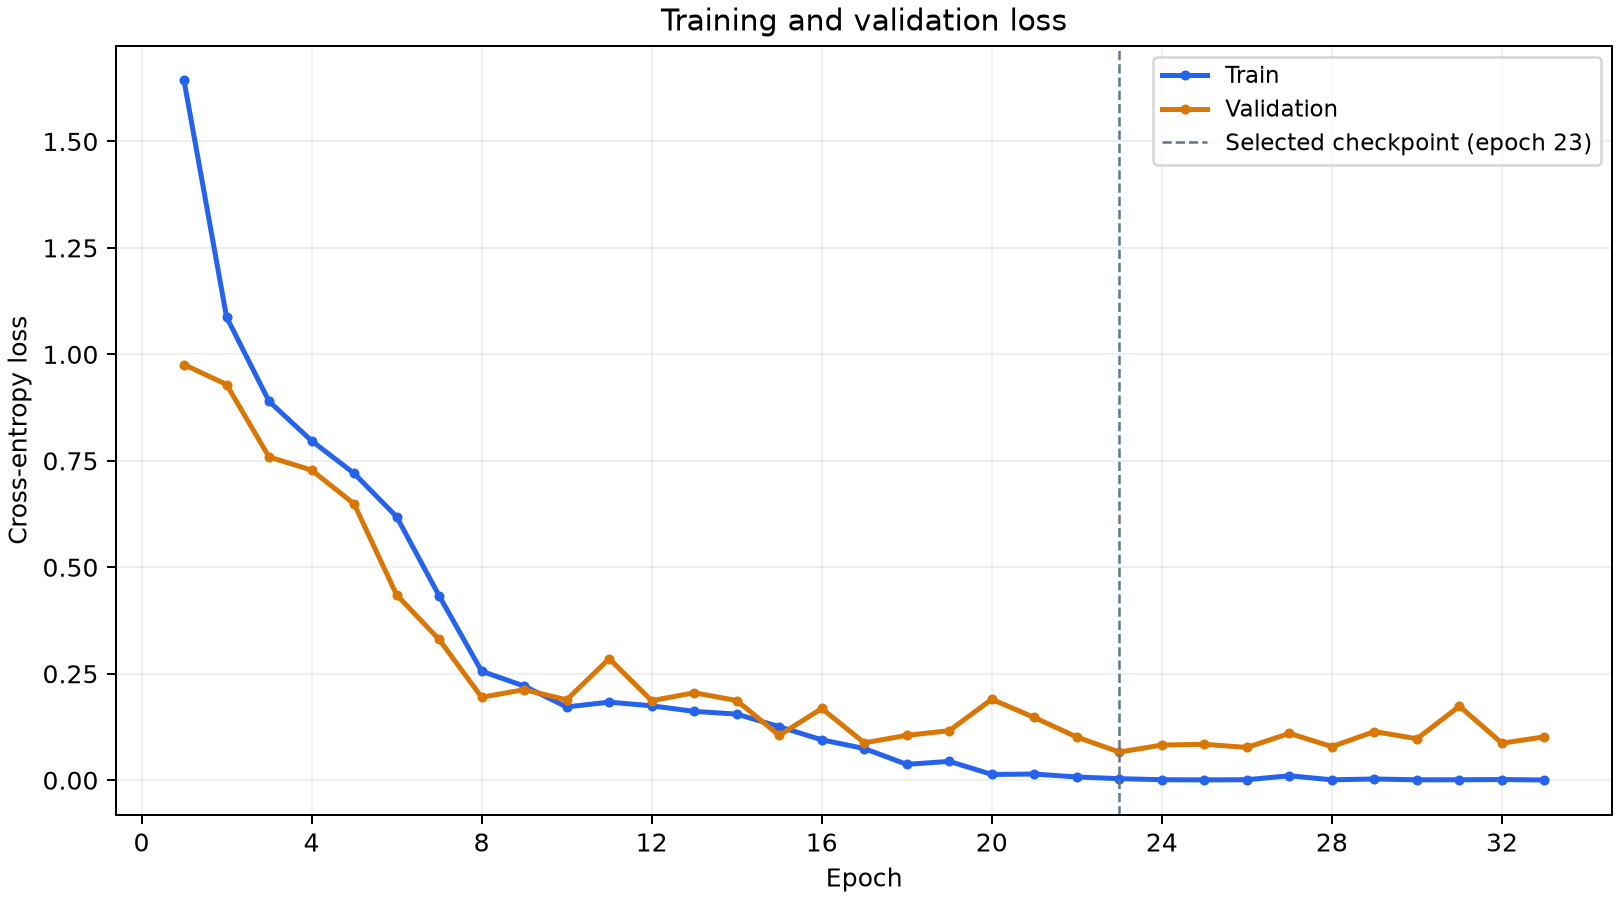 Training and validation loss
Train
Validation
Selected checkpoint (epoch 23)
1.50
1.25
1.00
0.75
0.50
0.25
0.00
Cross-entropy loss
0 4 8 12 16 20 24 28 32
Epoch